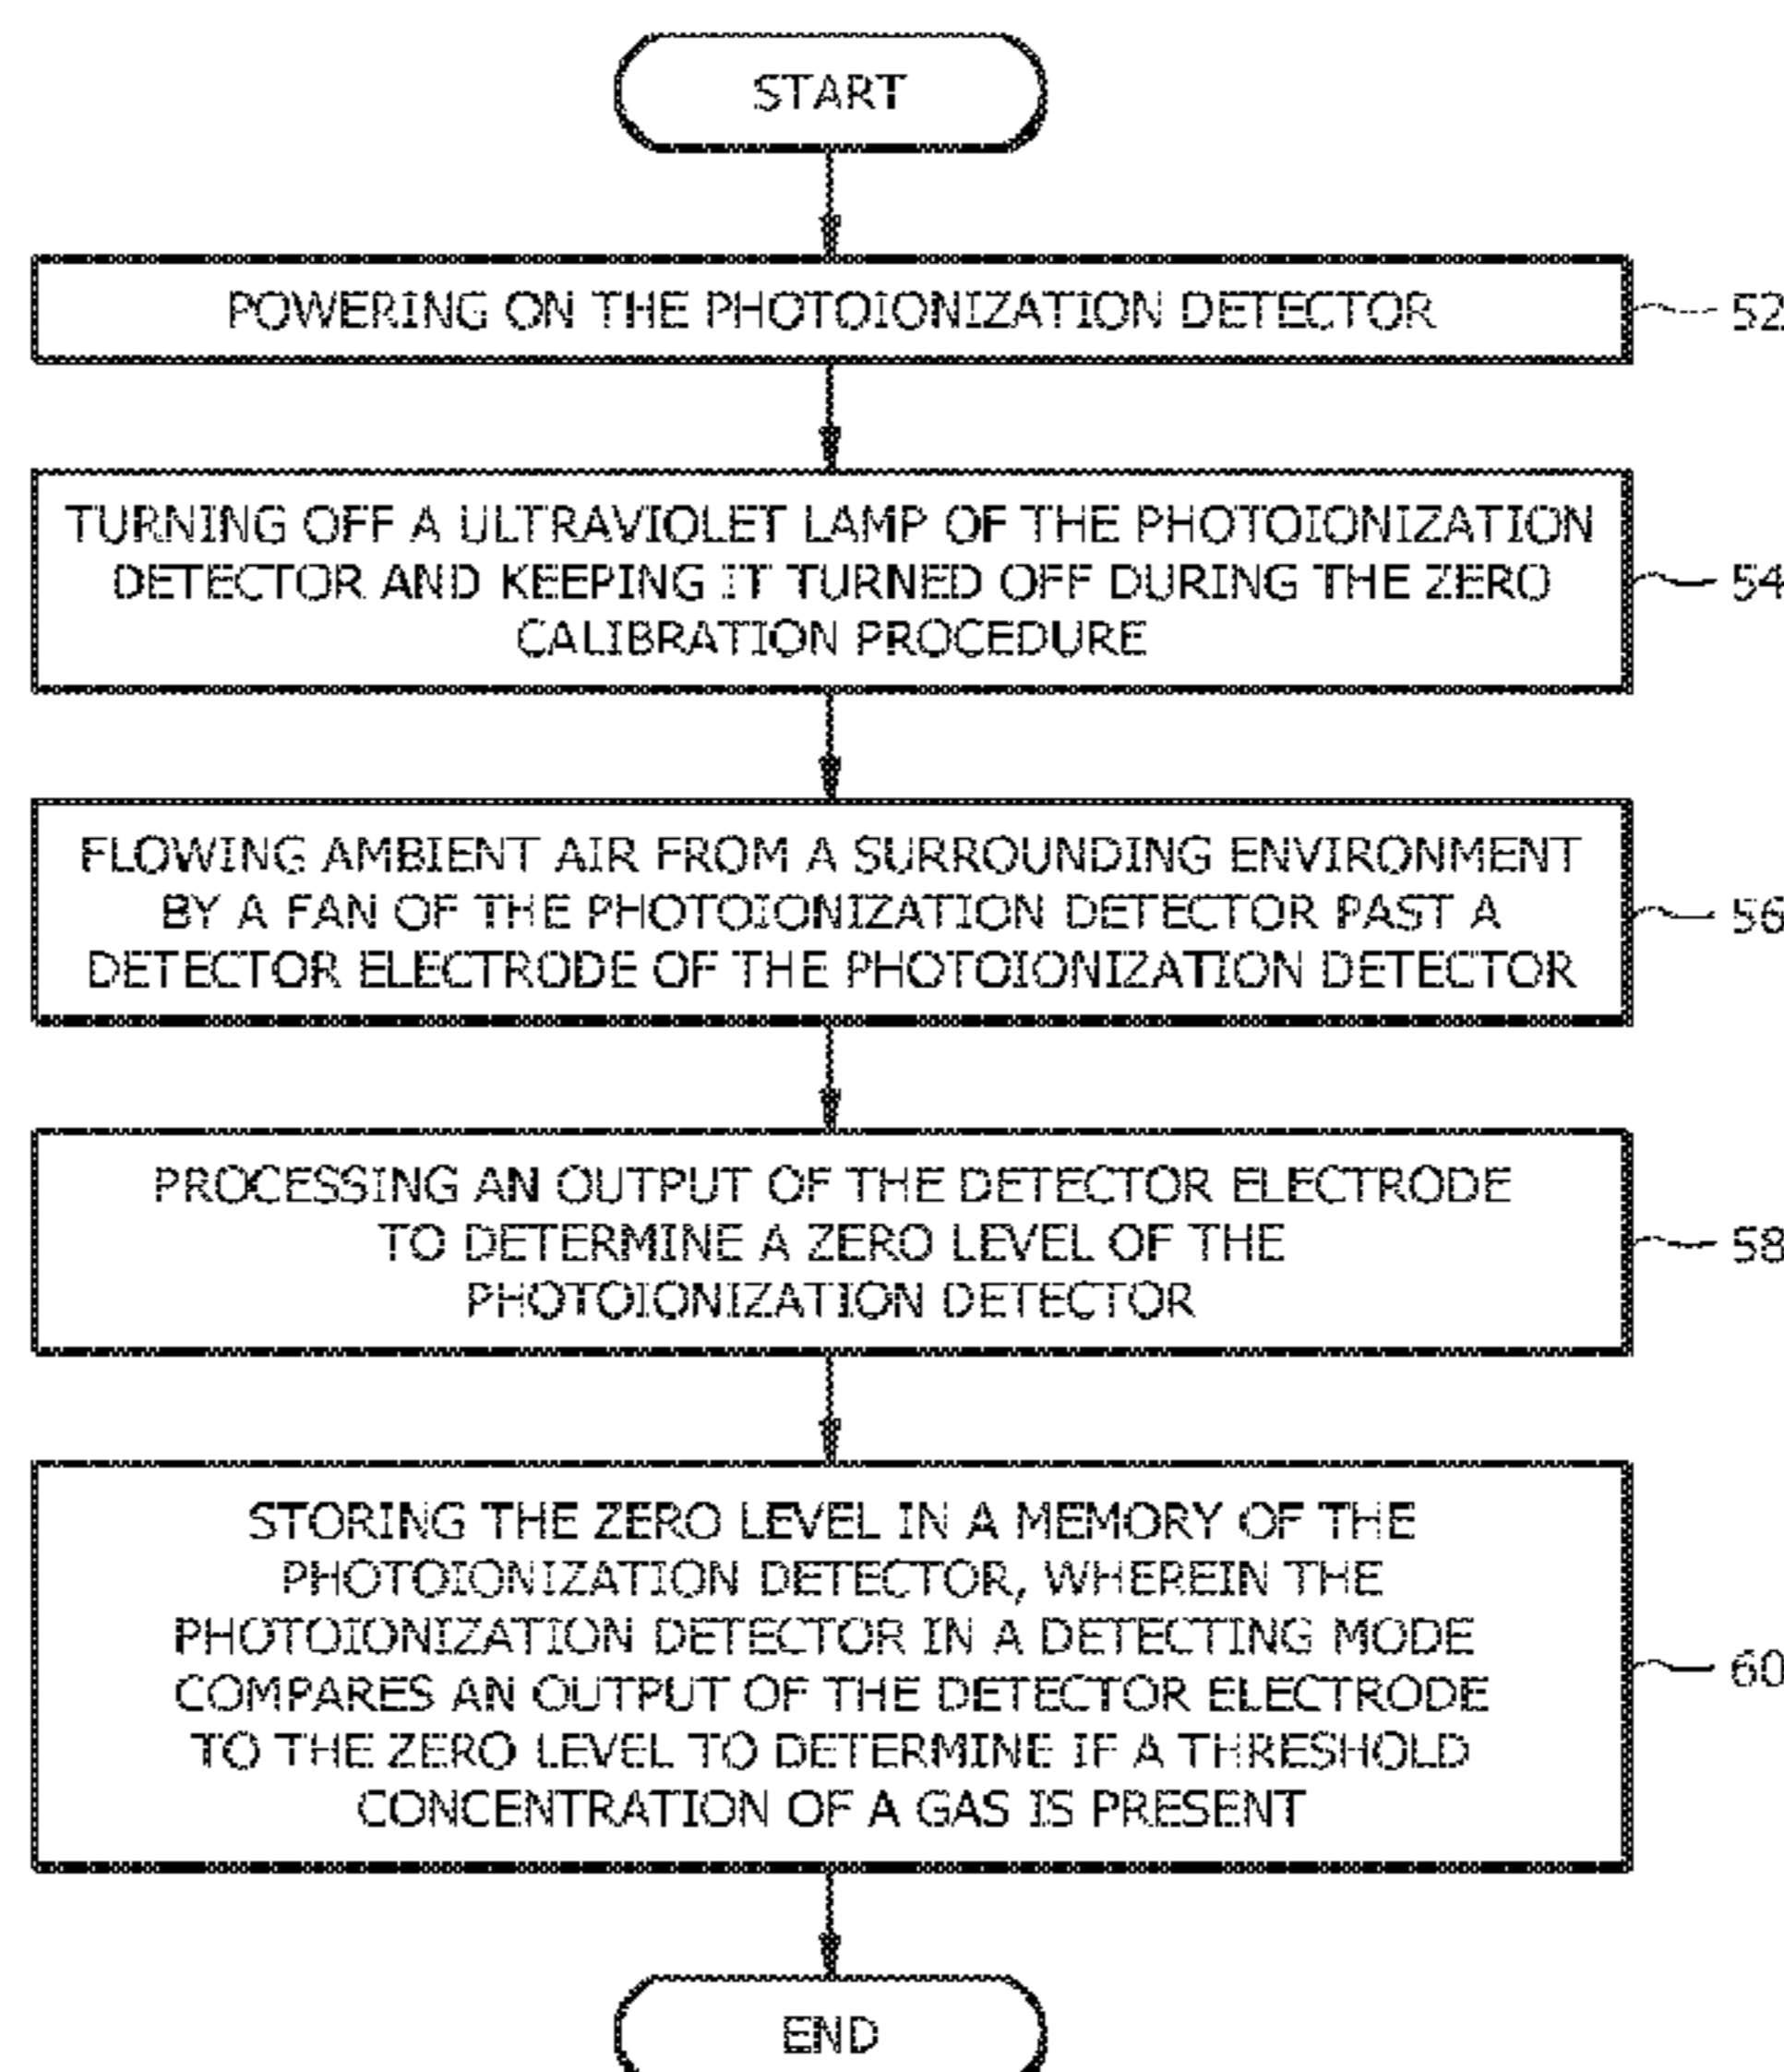 START
POWERING ON THE PHOTOIONIZATION DETECTOR
52
TURNING OFF A ULTRAVIOLET LAMP OF THE PHOTOIONIZATION
DETECTOR AND KEEPING IT TURNED OFF DURING THE ZERO
CALIBRATION PROCEDURE
54
FLOWING AMBIENT AIR FROM A SURROUNDING ENVIRONMENT
BY A FAN OF THE PHOTOIONIZATION DETECTOR PAST A
DETECTOR ELECTRODE OF THE PHOTOIONIZATION DETECTOR
56
PROCESSING AN OUTPUT OF THE DETECTOR ELECTRODE
TO DETERMINE A ZERO LEVEL OF THE
PHOTOIONIZATION DETECTOR
58
STORING THE ZERO LEVEL IN A MEMORY OF THE
PHOTOIONIZATION DETECTOR, WHEREIN THE
PHOTOIONIZATION DETECTOR IN A DETECTING MODE
COMPARES AN OUTPUT OF THE DETECTOR ELECTRODE
TO THE ZERO LEVEL TO DETERMINE IF A THRESHOLD
CONCENTRATION OF A GAS IS PRESENT
60
END